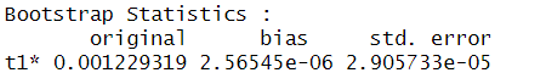 Bootstrap Statistics :
original bias std. error
t1* 0.001229319 2.56545e-06 2.905733e-05